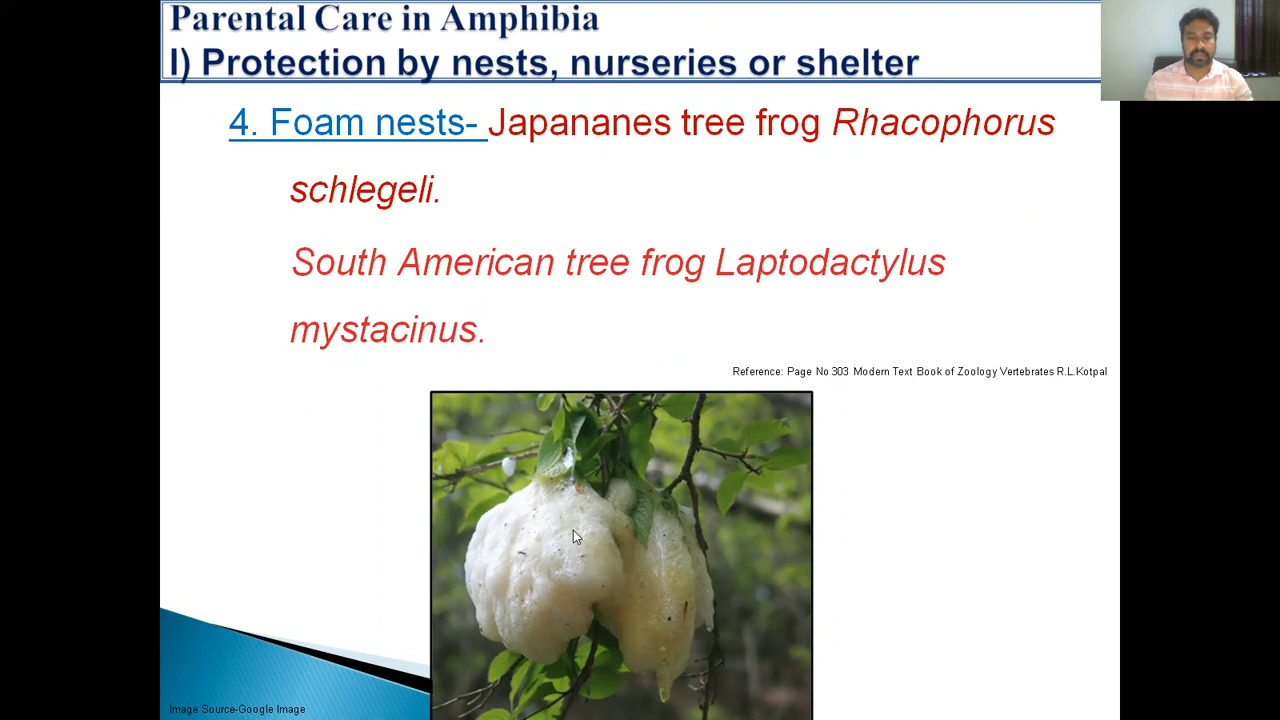 Parental Care in Amphibia
I) Protection by nests, nurseries or shelter
4. Foam nests- Japananes tree frog Rhacophorus
schlegeli.
South American tree frog Laptodactylus
mystacinus.
Reference: Page No 303 Modern Text Book of Zoology Vertebrates R.L.Kotpal
Image Source-Google Image